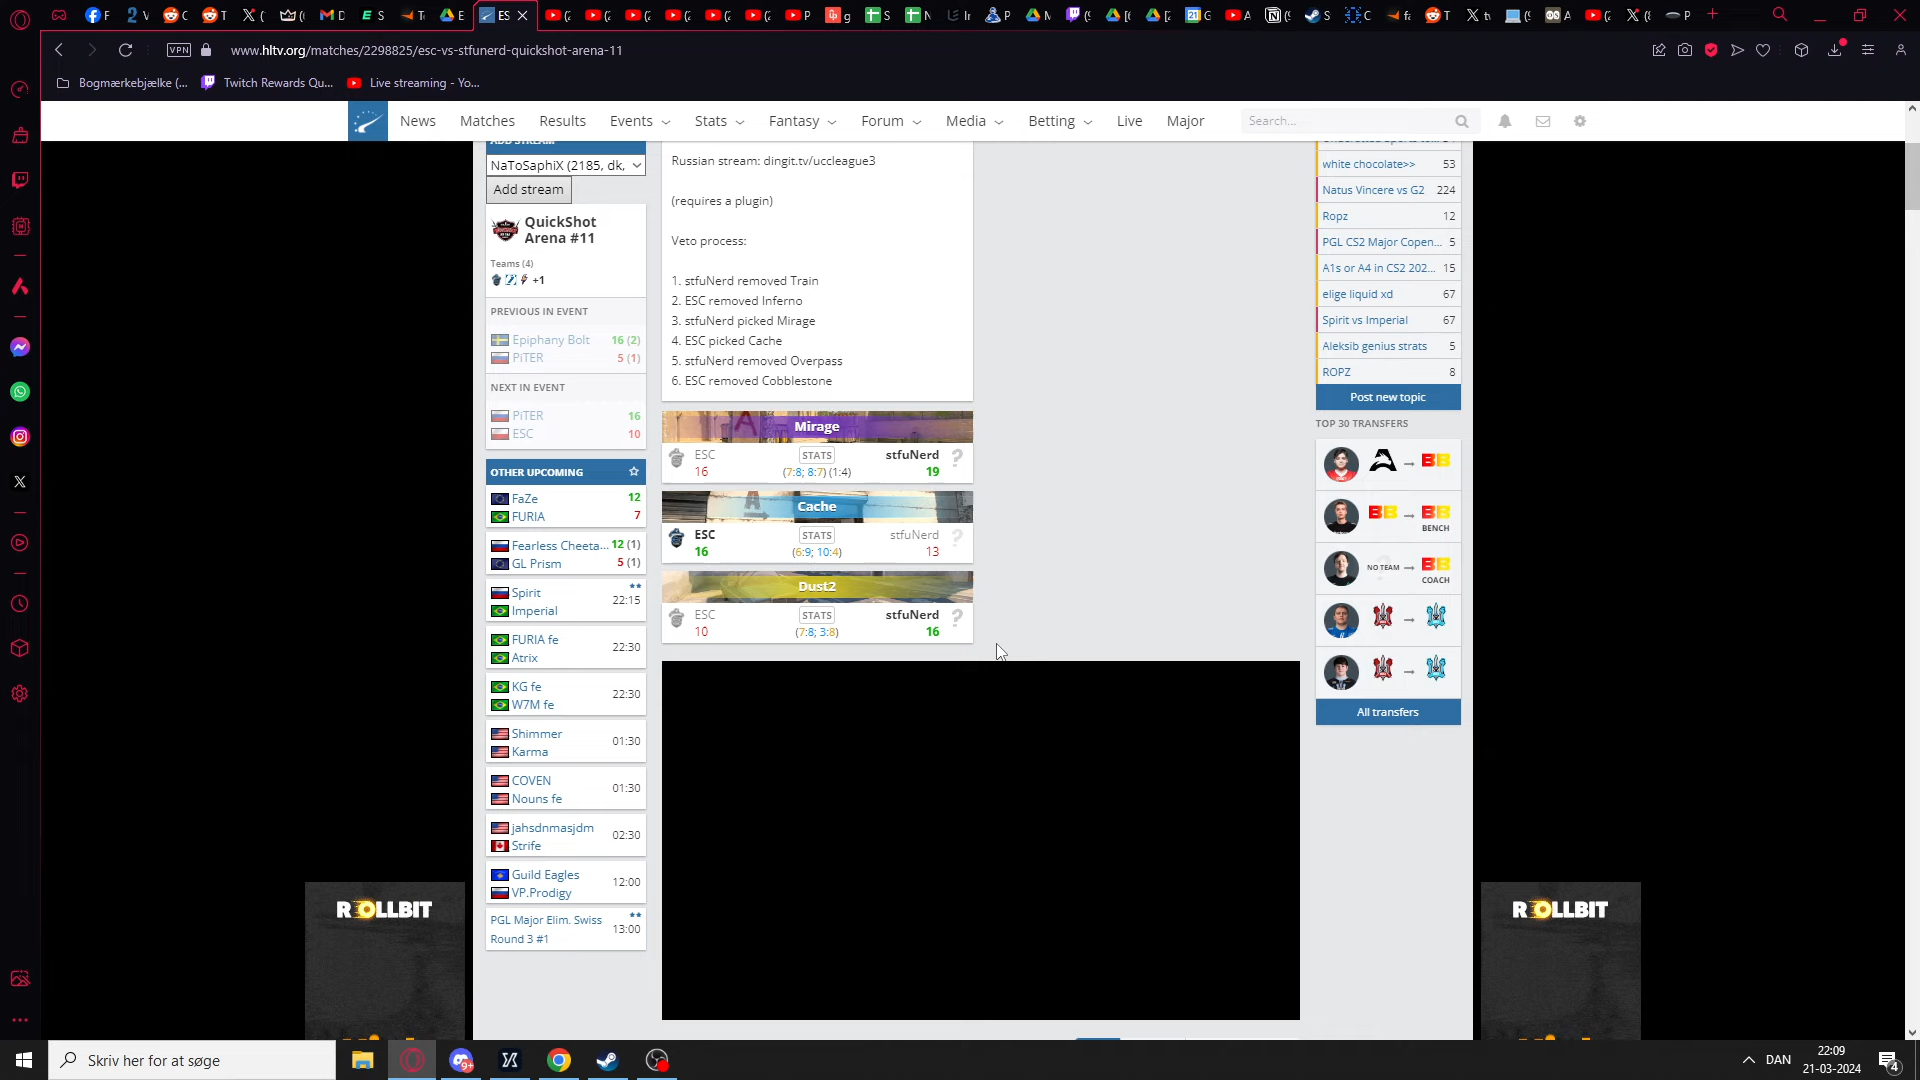 www.hltv.org/matches/2298825/esc-vs-stfunerd-quickshot-arena-11
VPN
Bogmærkebjælke (...
Twitch Rewards Qu...
Live streaming - Yo...
News
Matches
Results
Events
Stats
Fantasy
Forum
Media
Betting
Live
Major
Search...
ADD STREAM
NaToSaphiX (2185, dk,
Add stream
QuickShot
Arena #11
Teams (4)
+1
PREVIOUS IN EVENT
Epiphany Bolt 16 (2)
PiTER 5 (1)
NEXT IN EVENT
PiTER 16
ESC 10
OTHER UPCOMING
FaZe 12
FURIA 7
Fearless Cheeta... 12 (1)
GL Prism 5 (1)
Spirit
Imperial
22:15
FURIA fe
Atrix
22:30
KG fe
W7M fe
22:30
Shimmer
Karma
01:30
COVEN
Nouns fe
01:30
jahsdnmasjdm
Strife
02:30
Guild Eagles
VP.Prodigy
12:00
PGL Major Elim. Swiss
Round 3 #1
13:00
Russian stream: dingit.tv/uccleague3
(requires a plugin)
Veto process:
1. stfuNerd removed Train
2. ESC removed Inferno
3. stfuNerd picked Mirage
4. ESC picked Cache
5. stfuNerd removed Overpass
6. ESC removed Cobblestone
Mirage
ESC STATS stfuNerd
16 (7:8; 8:7) (1:4) 19
Cache
ESC STATS stfuNerd
16 (6:9; 10:4) 13
Dust2
ESC STATS stfuNerd
10 (7:8; 3:8) 16
white chocolate>> 53
Natus Vincere vs G2 224
Ropz 12
PGL CS2 Major Copen... 5
A1s or A4 in CS2 202... 15
elige liquid xd 67
Spirit vs Imperial 67
Aleksib genius strats 5
ROPZ 8
Post new topic
TOP 30 TRANSFERS
BB
BB BB
BENCH
NO TEAM BB
COACH
All transfers
ROLLBIT
ROLLBIT
Skriv her for at søge
9+
DAN
22:09
21-03-2024
4